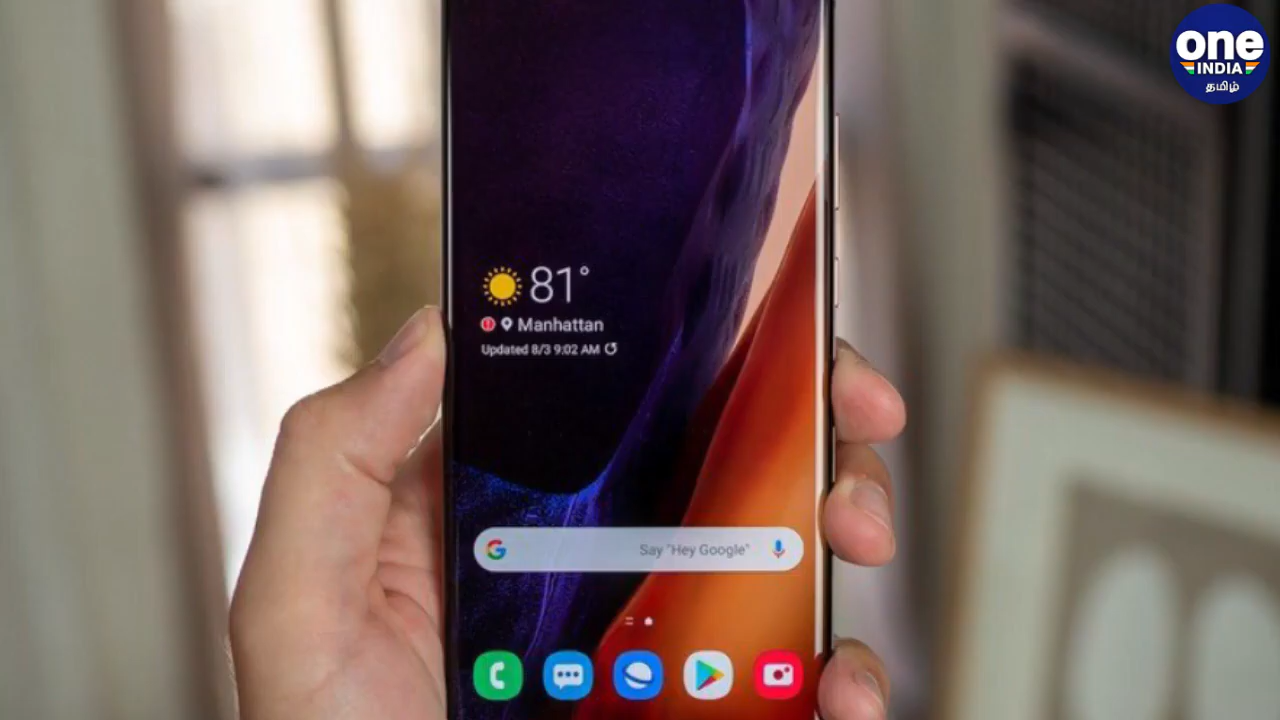 one
INDIA
தமிழ்
81°
Manhattan
Updated 8/3 9:02 AM
G
Say "Hey Google"